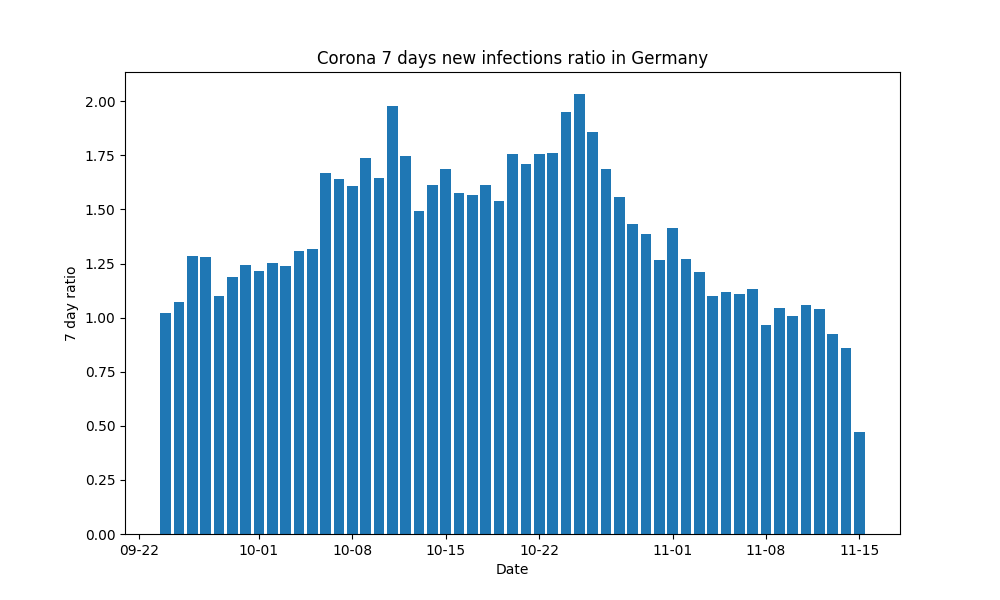 Corona 7 days new infections ratio in Germany
7 day ratio
2.00
1.75
1.50
1.25
1.00
0.75
0.50
0.25
0.00
09-22 10-01 10-08 10-15 10-22 11-01 11-08 11-15
Date